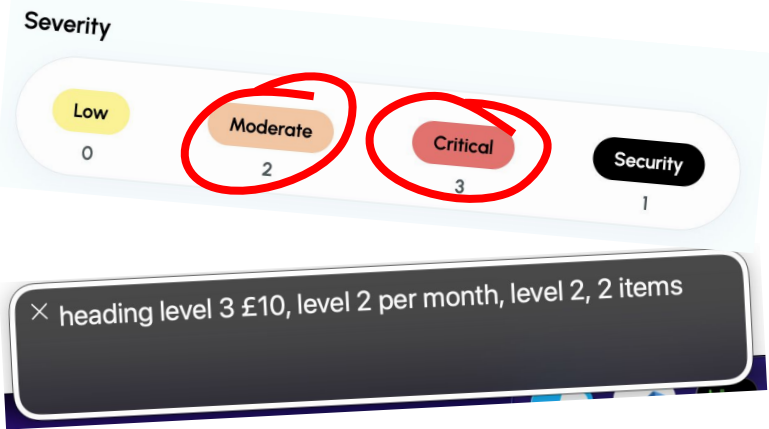 Severity
Low
Moderate
Critical
Security
0
2
3
1
heading level 3 £10, level 2 per month, level 2, 2 items